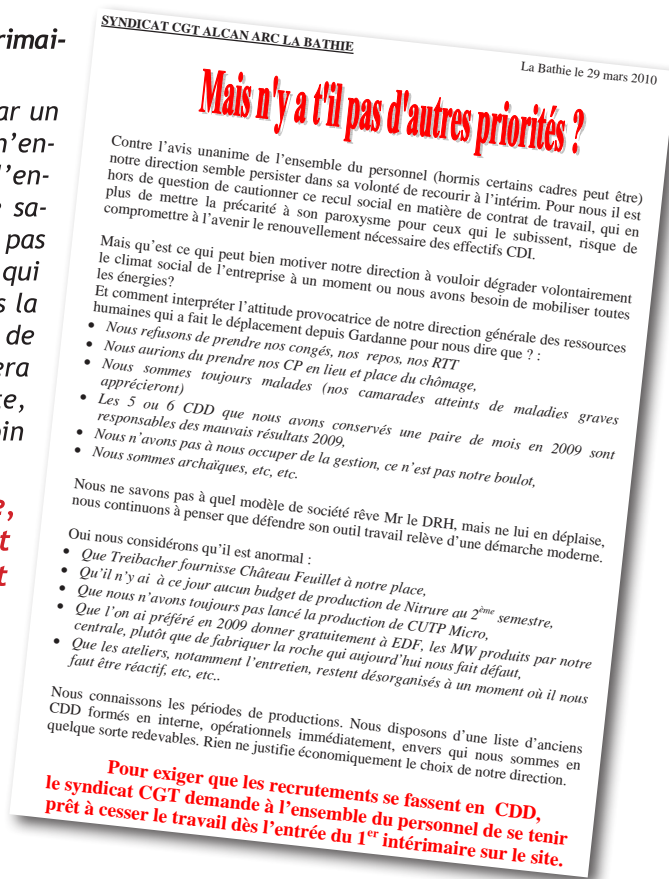 rimai-
ar un
n'en-
l'en-
e sa-
pas
qui
s la
de
era
ce,
oin
e,
t
t
SYNDICAT CGT ALCAN ARC LA BATHIE
La Bathie le 29 mars 2010
Mais n'y a t'il pas d'autres priorités ?
Contre l'avis unanime de l'ensemble du personnel (hormis certains cadres peut être)
notre direction semble persister dans sa volonté de recourir à l'intérim. Pour nous il est
hors de question de cautionner ce recul social en matière de contrat de travail, qui en
plus de mettre la précarité à son paroxysme pour ceux qui le subissent, risque de
compromettre à l'avenir le renouvellement nécessaire des effectifs CDI.
Mais qu'est ce qui peut bien motiver notre direction à vouloir dégrader volontairement
le climat social de l'entreprise à un moment ou nous avons besoin de mobiliser toutes
les énergies?
Et comment interpréter l'attitude provocatrice de notre direction générale des ressources
humaines qui a fait le déplacement depuis Gardanne pour nous dire que ? :
• Nous refusons de prendre nos congés, nos repos, nos RTT
• Nous aurions du prendre nos CP en lieu et place du chômage,
• Nous sommes toujours malades (nos camarades atteints de maladies graves
apprécieront)
• Les 5 ou 6 CDD que nous avons conservés une paire de mois en 2009 sont
responsables des mauvais résultats 2009,
• Nous n'avons pas à nous occuper de la gestion, ce n'est pas notre boulot,
• Nous sommes archaïques, etc, etc.
Nous ne savons pas à quel modèle de société rêve Mr le DRH, mais ne lui en déplaise,
nous continuons à penser que défendre son outil travail relève d'une démarche moderne.
Oui nous considérons qu'il est anormal :
• Que Treibacher fournisse Château Feuillet à notre place,
• Qu'il n'y ai à ce jour aucun budget de production de Nitrure au 2ème semestre,
• Que nous n'avons toujours pas lancé la production de CUTP Micro,
• Que l'on ai préféré en 2009 donner gratuitement à EDF, les MW produits par notre
centrale, plutôt que de fabriquer la roche qui aujourd'hui nous fait défaut,
• Que les ateliers, notamment l'entretien, restent désorganisés à un moment où il nous
faut être réactif, etc, etc..
Nous connaissons les périodes de productions. Nous disposons d'une liste d'anciens
CDD formés en interne, opérationnels immédiatement, envers qui nous sommes en
quelque sorte redevables. Rien ne justifie économiquement le choix de notre direction.
Pour exiger que les recrutements se fassent en CDD,
le syndicat CGT demande à l'ensemble du personnel de se tenir
prêt à cesser le travail dès l'entrée du 1er intérimaire sur le site.